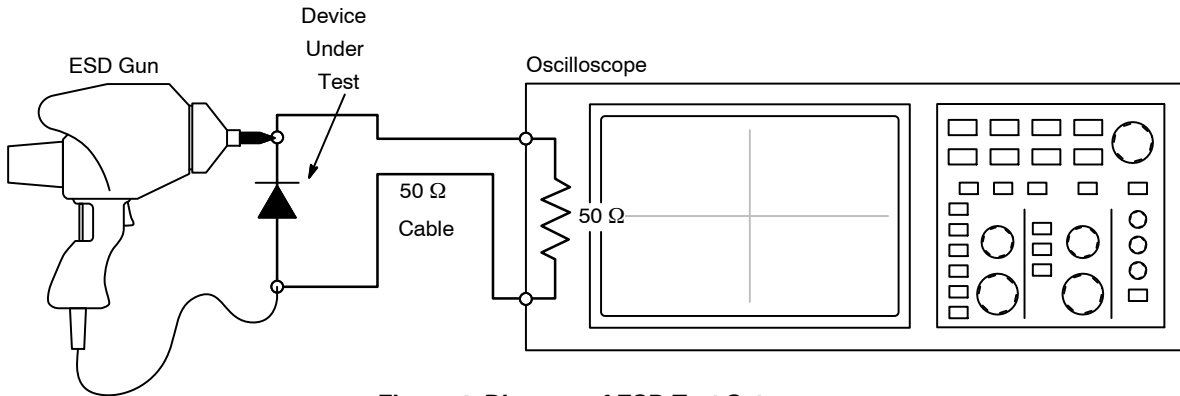 Device
Under
Test
ESD Gun
Oscilloscope
50 Ω
Cable
50 Ω